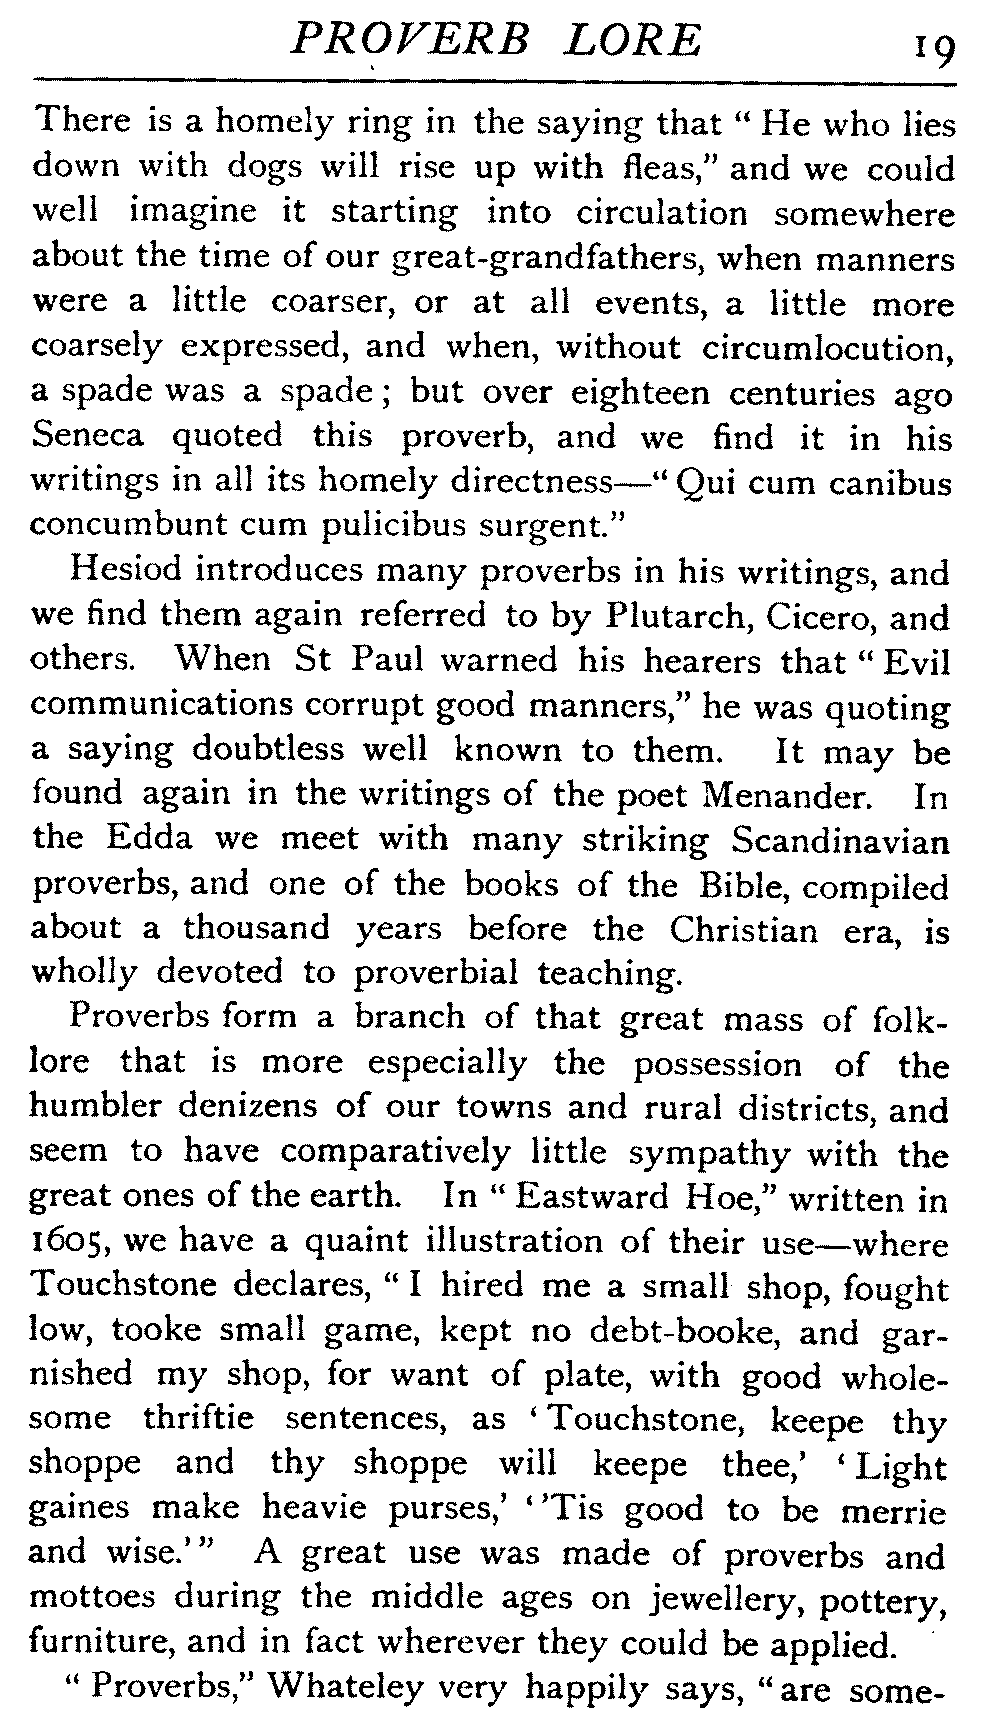 PROVERB LORE 19
There is a homely ring in the saying that “ He who lies
down with dogs will rise up with fleas,” and we could
well imagine it starting into circulation somewhere
about the time of our great-grandfathers, when manners
were a little coarser, or at all events, a little more
coarsely expressed, and when, without circumlocution,
a spade was a spade ; but over eighteen centuries ago
Seneca quoted this proverb, and we find it in his
writings in all its homely directness—“ Qui cum canibus
concumbunt cum pulicibus surgent.”
Hesiod introduces many proverbs in his writings, and
we find them again referred to by Plutarch, Cicero, and
others. When St Paul warned his hearers that “ Evil
communications corrupt good manners,” he was quoting
a saying doubtless well known to them. It may be
found again in the writings of the poet Menander. In
the Edda we meet with many striking Scandinavian
proverbs, and one of the books of the Bible, compiled
about a thousand years before the Christian era, is
wholly devoted to proverbial teaching.
Proverbs form a branch of that great mass of folk-
lore that is more especially the possession of the
humbler denizens of our towns and rural districts, and
seem to have comparatively little sympathy with the
great ones of the earth. In “ Eastward Hoe,” written in
1605, we have a quaint illustration of their use—where
Touchstone declares, “ I hired me a small shop, fought
low, tooke small game, kept no debt-booke, and gar-
nished my shop, for want of plate, with good whole-
some thriftie sentences, as ‘ Touchstone, keepe thy
shoppe and thy shoppe will keepe thee,’ ‘ Light
gaines make heavie purses,’ ‘ ’Tis good to be merrie
and wise.’ ” A great use was made of proverbs and
mottoes during the middle ages on jewellery, pottery,
furniture, and in fact wherever they could be applied.
“ Proverbs,” Whateley very happily says, “ are some-